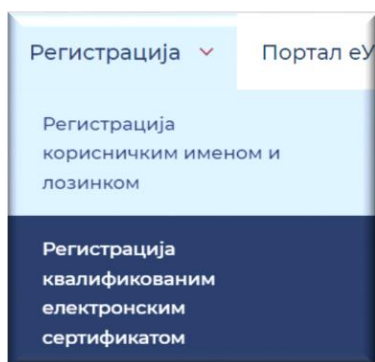 Регистрација Портал еУ
Регистрација
корисничким именом и
лозинком
Регистрација
квалификованим
електронским
сертификатом